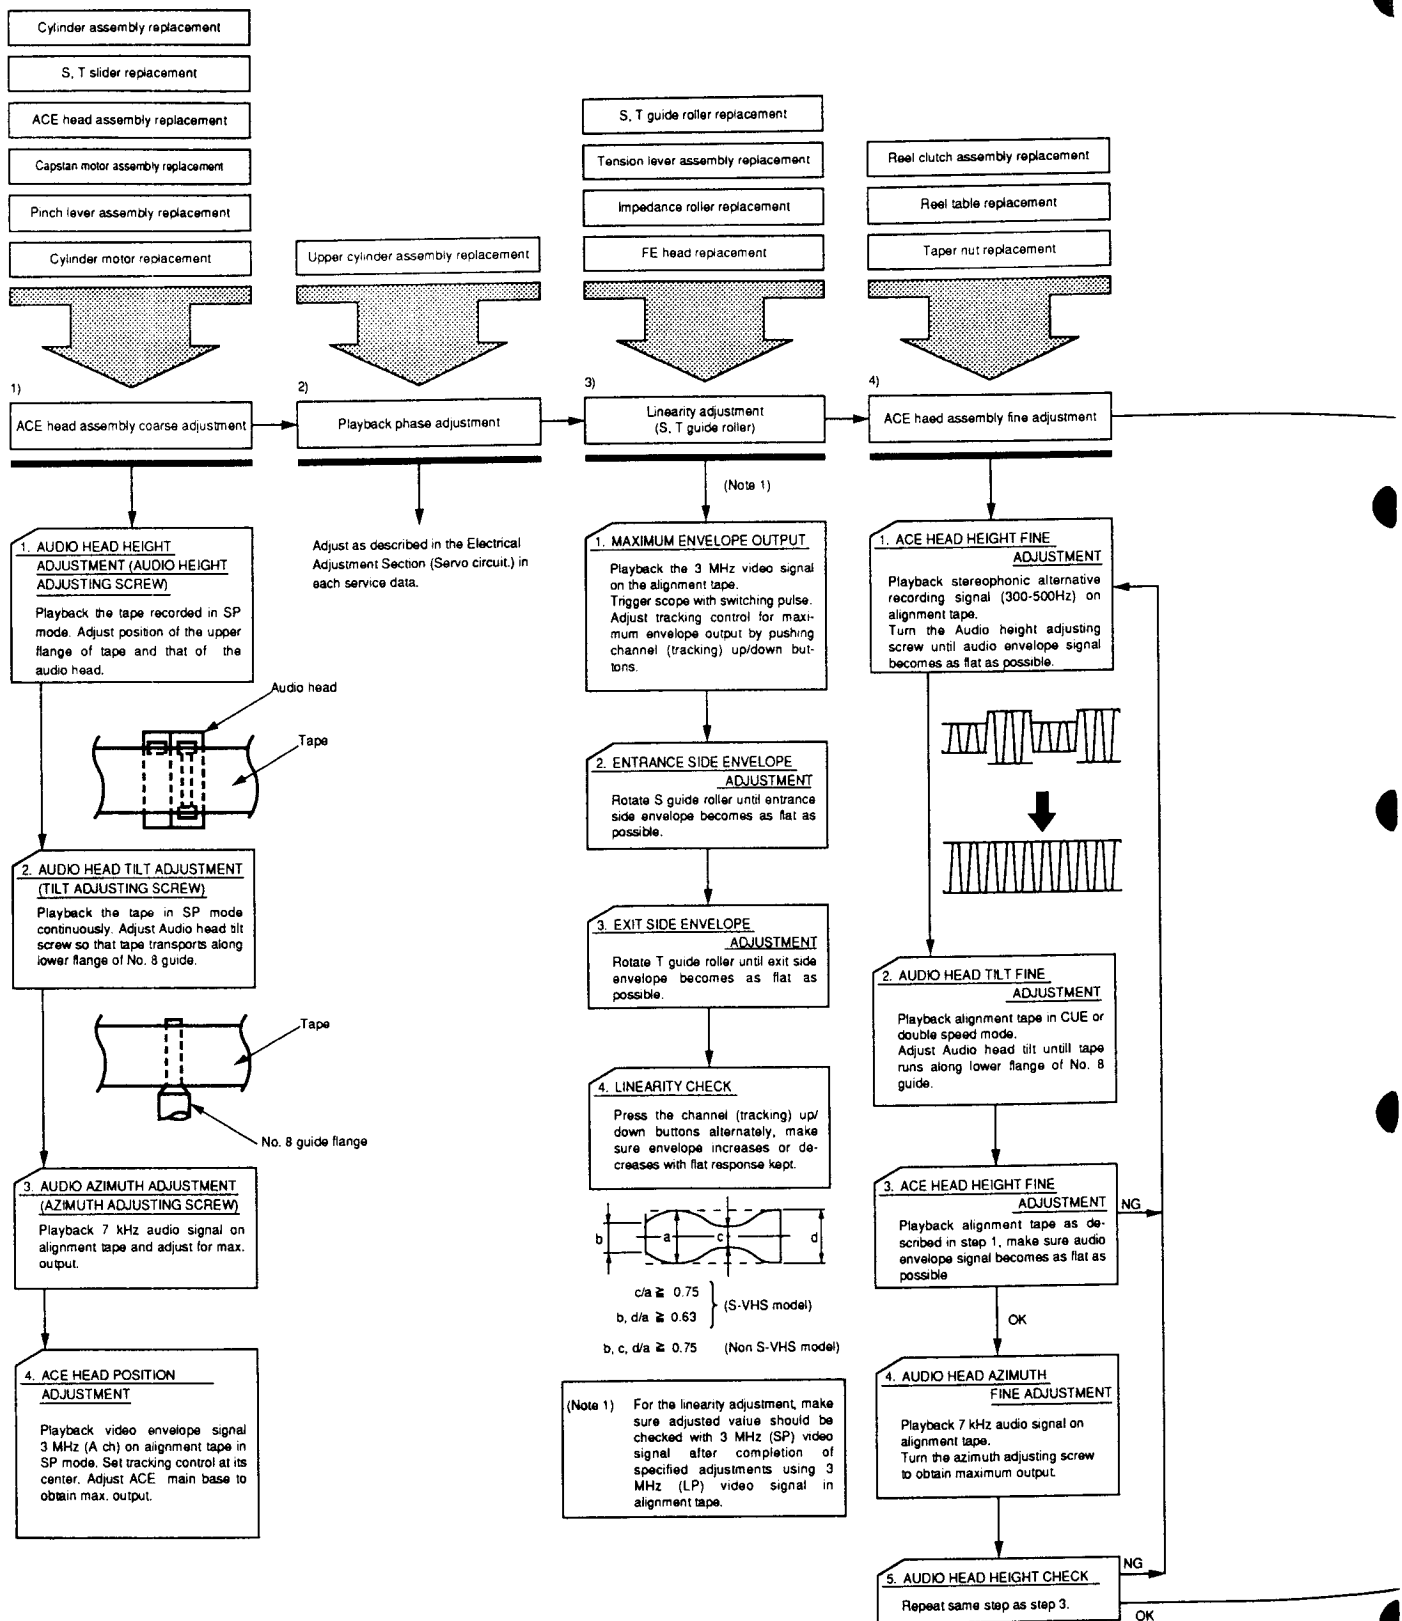 Cylinder assembly replacement
S, T slider replacement
ACE head assembly replacement
Capstan motor assembly replacement
Pinch lever assembly replacement
Cylinder motor replacement
1)
ACE head assembly coarse adjustment
1. AUDIO HEAD HEIGHT
ADJUSTMENT (AUDIO HEIGHT
ADJUSTING SCREW)
Playback the tape recorded in SP
mode. Adjust position of the upper
flange of tape and that of the
audio head.
Audio head
Tape
2. AUDIO HEAD TILT ADJUSTMENT
(TILT ADJUSTING SCREW)
Playback the tape in SP mode
continuously. Adjust Audio head tilt
screw so that tape transports along
lower flange of No. 8 guide.
Tape
No. 8 guide flange
3. AUDIO AZIMUTH ADJUSTMENT
(AZIMUTH ADJUSTING SCREW)
Playback 7 kHz audio signal on
alignment tape and adjust for max.
output.
4. ACE HEAD POSITION
ADJUSTMENT
Playback video envelope signal
3 MHz (A ch) on alignment tape in
SP mode. Set tracking control at its
center. Adjust ACE main base to
obtain max. output.
Upper cylinder assembly replacement
2)
Playback phase adjustment
Adjust as described in the Electrical
Adjustment Section (Servo circuit.) in
each service data.
S, T guide roller replacement
Tension lever assembly replacement
Impedance roller replacement
FE head replacement
3)
Linearity adjustment
(S, T guide roller)
(Note 1)
1. MAXIMUM ENVELOPE OUTPUT
Playback the 3 MHz video signal
on the alignment tape.
Trigger scope with switching pulse.
Adjust tracking control for maxi-
mum envelope output by pushing
channel (tracking) up/down but-
tons.
2. ENTRANCE SIDE ENVELOPE
ADJUSTMENT
Rotate S guide roller until entrance
side envelope becomes as flat as
possible.
3. EXIT SIDE ENVELOPE
ADJUSTMENT
Rotate T guide roller until exit side
envelope becomes as flat as
possible.
4. LINEARITY CHECK
Press the channel (tracking) up/
down buttons alternately, make
sure envelope increases or de-
creases with flat response kept.
b a c d
c/a ≧ 0.75
b, d/a ≧ 0.63
(S-VHS model)
b, c, d/a ≧ 0.75 (Non S-VHS model)
(Note 1) For the linearity adjustment, make
sure adjusted value should be
checked with 3 MHz (SP) video
signal after completion of
specified adjustments using 3
MHz (LP) video signal in
alignment tape.
Reel clutch assembly replacement
Reel table replacement
Taper nut replacement
4)
ACE haed assembly fine adjustment
1. ACE HEAD HEIGHT FINE
ADJUSTMENT
Playback stereophonic alternative
recording signal (300-500Hz) on
alignment tape.
Turn the Audio height adjusting
screw until audio envelope signal
becomes as flat as possible.
2. AUDIO HEAD TILT FINE
ADJUSTMENT
Playback alignment tape in CUE or
double speed mode.
Adjust Audio head tilt untill tape
runs along lower flange of No. 8
guide.
3. ACE HEAD HEIGHT FINE
ADJUSTMENT
Playback alignment tape as de-
scribed in step 1, make sure audio
envelope signal becomes as flat as
possible
NG
OK
4. AUDIO HEAD AZIMUTH
FINE ADJUSTMENT
Playback 7 kHz audio signal on
alignment tape.
Turn the azimuth adjusting screw
to obtain maximum output.
5. AUDIO HEAD HEIGHT CHECK
Repeat same step as step 3.
NG
OK